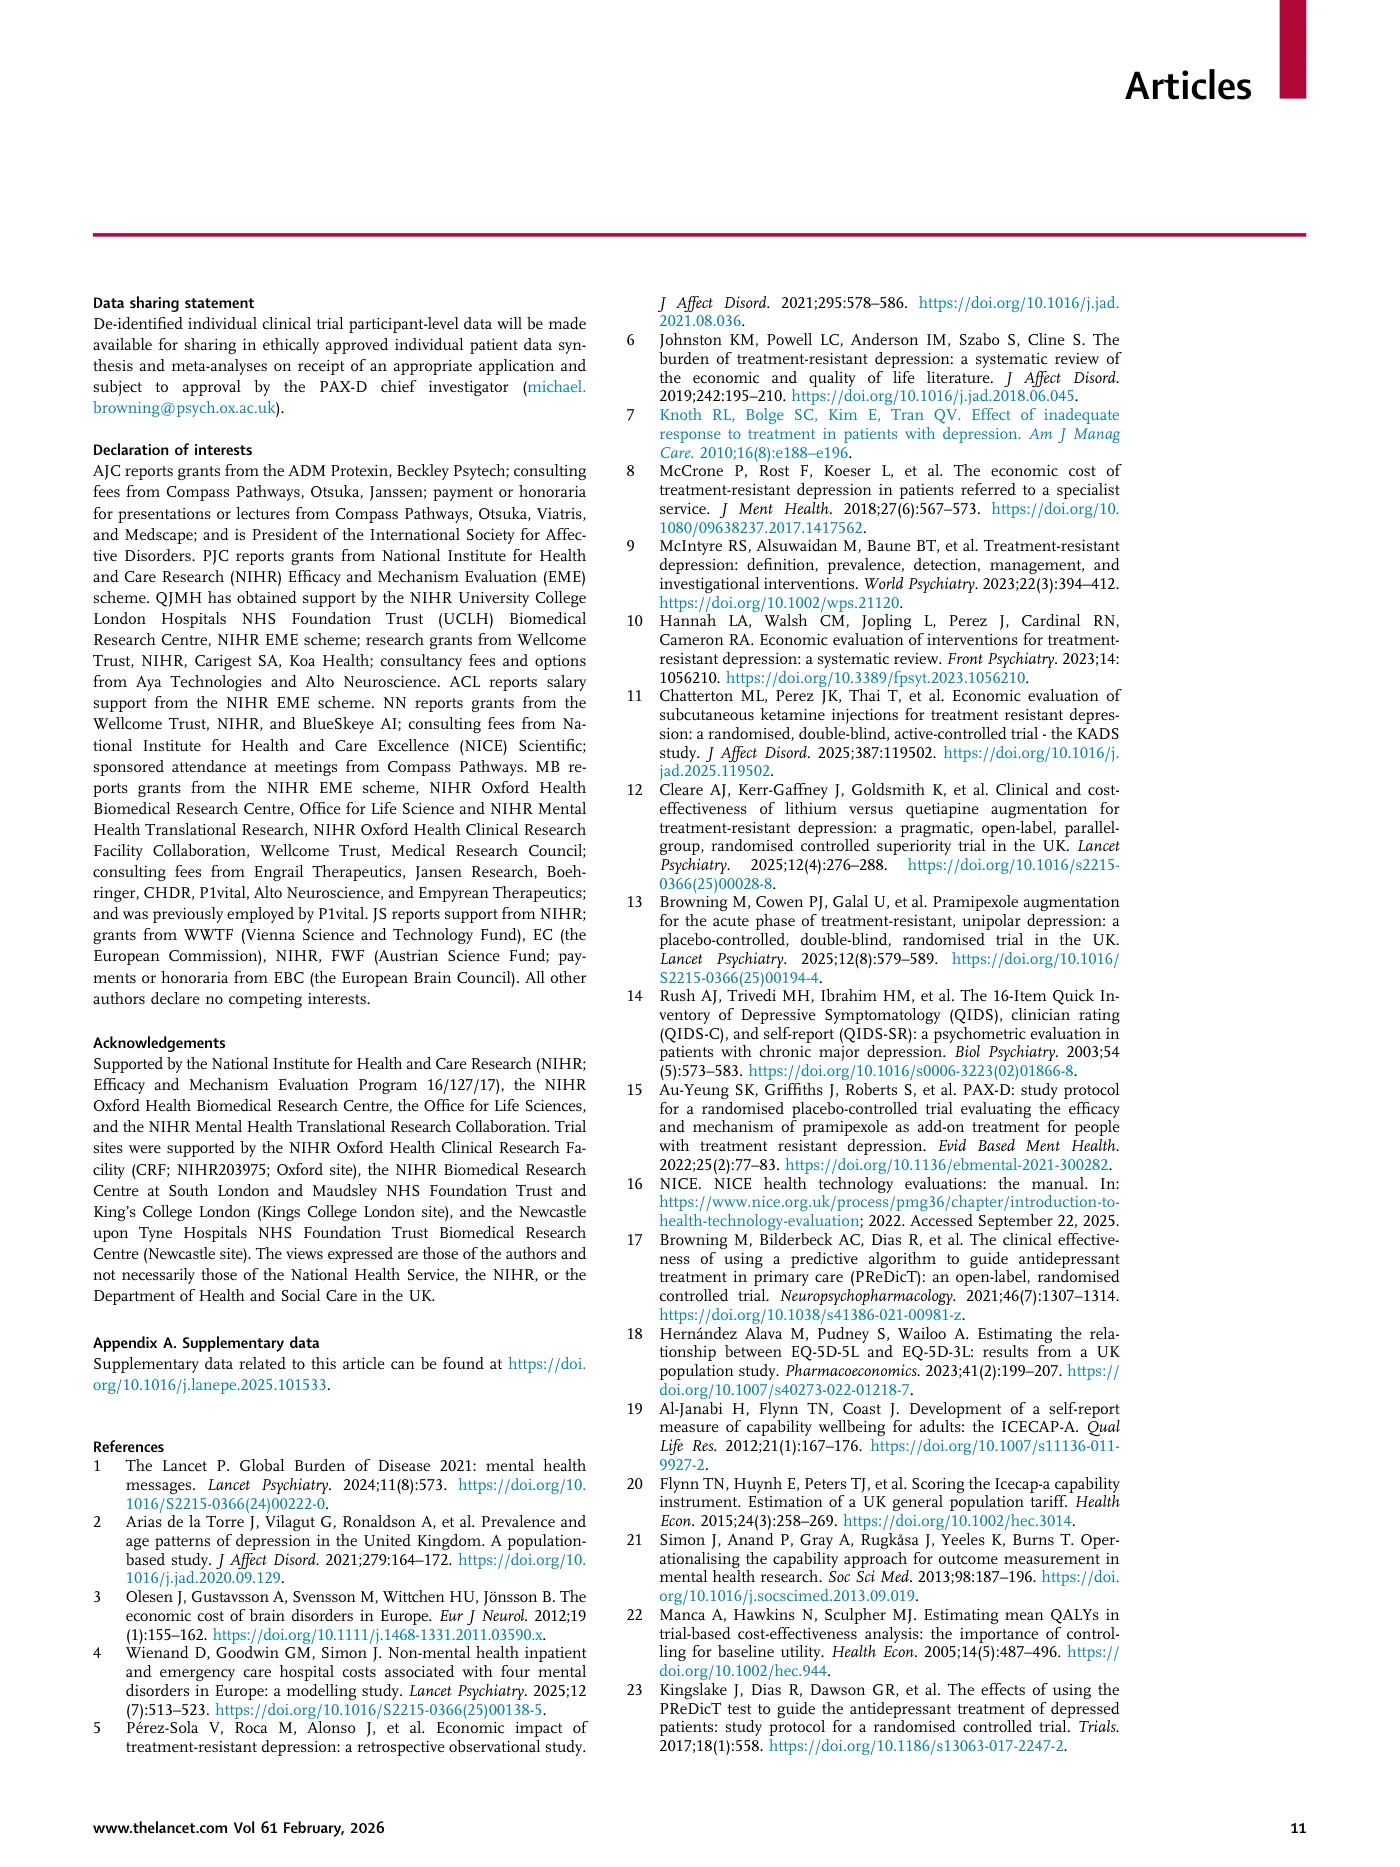 Articles
Data sharing statement
De-identified individual clinical trial participant-level data will be made
available for sharing in ethically approved individual patient data syn-
thesis and meta-analyses on receipt of an appropriate application and
subject to approval by the PAX-D chief investigator (michael.
browning@psych.ox.ac.uk).
Declaration of interests
AJC reports grants from the ADM Protexin, Beckley Psytech; consulting
fees from Compass Pathways, Otsuka, Janssen; payment or honoraria
for presentations or lectures from Compass Pathways, Otsuka, Viatris,
and Medscape; and is President of the International Society for Affec-
tive Disorders. PJC reports grants from National Institute for Health
and Care Research (NIHR) Efficacy and Mechanism Evaluation (EME)
scheme. QJMH has obtained support by the NIHR University College
London Hospitals NHS Foundation Trust (UCLH) Biomedical
Research Centre, NIHR EME scheme; research grants from Wellcome
Trust, NIHR, Carigest SA, Koa Health; consultancy fees and options
from Aya Technologies and Alto Neuroscience. ACL reports salary
support from the NIHR EME scheme. NN reports grants from the
Wellcome Trust, NIHR, and BlueSkeye AI; consulting fees from Na-
tional Institute for Health and Care Excellence (NICE) Scientific;
sponsored attendance at meetings from Compass Pathways. MB re-
ports grants from the NIHR EME scheme, NIHR Oxford Health
Biomedical Research Centre, Office for Life Science and NIHR Mental
Health Translational Research, NIHR Oxford Health Clinical Research
Facility Collaboration, Wellcome Trust, Medical Research Council;
consulting fees from Engrail Therapeutics, Jansen Research, Boeh-
ringer, CHDR, P1vital, Alto Neuroscience, and Empyrean Therapeutics;
and was previously employed by P1vital. JS reports support from NIHR;
grants from WWTF (Vienna Science and Technology Fund), EC (the
European Commission), NIHR, FWF (Austrian Science Fund; pay-
ments or honoraria from EBC (the European Brain Council). All other
authors declare no competing interests.
Acknowledgements
Supported by the National Institute for Health and Care Research (NIHR;
Efficacy and Mechanism Evaluation Program 16/127/17), the NIHR
Oxford Health Biomedical Research Centre, the Office for Life Sciences,
and the NIHR Mental Health Translational Research Collaboration. Trial
sites were supported by the NIHR Oxford Health Clinical Research Fa-
cility (CRF; NIHR203975; Oxford site), the NIHR Biomedical Research
Centre at South London and Maudsley NHS Foundation Trust and
King's College London (Kings College London site), and the Newcastle
upon Tyne Hospitals NHS Foundation Trust Biomedical Research
Centre (Newcastle site). The views expressed are those of the authors and
not necessarily those of the National Health Service, the NIHR, or the
Department of Health and Social Care in the UK.
Appendix A. Supplementary data
Supplementary data related to this article can be found at https://doi.
org/10.1016/j.lanepe.2025.101533.
References
1 The Lancet P. Global Burden of Disease 2021: mental health
messages. Lancet Psychiatry. 2024;11(8):573. https://doi.org/10.
1016/S2215-0366(24)00222-0.
2 Arias de la Torre J, Vilagut G, Ronaldson A, et al. Prevalence and
age patterns of depression in the United Kingdom. A population-
based study. J Affect Disord. 2021;279:164–172. https://doi.org/10.
1016/j.jad.2020.09.129.
3 Olesen J, Gustavsson A, Svensson M, Wittchen HU, Jönsson B. The
economic cost of brain disorders in Europe. Eur J Neurol. 2012;19
(1):155–162. https://doi.org/10.1111/j.1468-1331.2011.03590.x.
4 Wienand D, Goodwin GM, Simon J. Non-mental health inpatient
and emergency care hospital costs associated with four mental
disorders in Europe: a modelling study. Lancet Psychiatry. 2025;12
(7):513–523. https://doi.org/10.1016/S2215-0366(25)00138-5.
5 Pérez-Sola V, Roca M, Alonso J, et al. Economic impact of
treatment-resistant depression: a retrospective observational study.
J Affect Disord. 2021;295:578–586. https://doi.org/10.1016/j.jad.
2021.08.036.
6 Johnston KM, Powell LC, Anderson IM, Szabo S, Cline S. The
burden of treatment-resistant depression: a systematic review of
the economic and quality of life literature. J Affect Disord.
2019;242:195–210. https://doi.org/10.1016/j.jad.2018.06.045.
7 Knoth RL, Bolge SC, Kim E, Tran QV. Effect of inadequate
response to treatment in patients with depression. Am J Manag
Care. 2010;16(8):e188–e196.
8 McCrone P, Rost F, Koeser L, et al. The economic cost of
treatment-resistant depression in patients referred to a specialist
service. J Ment Health. 2018;27(6):567–573. https://doi.org/10.
1080/09638237.2017.1417562.
9 McIntyre RS, Alsuwaidan M, Baune BT, et al. Treatment-resistant
depression: definition, prevalence, detection, management, and
investigational interventions. World Psychiatry. 2023;22(3):394–412.
https://doi.org/10.1002/wps.21120.
10 Hannah LA, Walsh CM, Jopling L, Perez J, Cardinal RN,
Cameron RA. Economic evaluation of interventions for treatment-
resistant depression: a systematic review. Front Psychiatry. 2023;14:
1056210. https://doi.org/10.3389/fpsyt.2023.1056210.
11 Chatterton ML, Perez JK, Thai T, et al. Economic evaluation of
subcutaneous ketamine injections for treatment resistant depres-
sion: a randomised, double-blind, active-controlled trial - the KADS
study. J Affect Disord. 2025;387:119502. https://doi.org/10.1016/j.
jad.2025.119502.
12 Cleare AJ, Kerr-Gaffney J, Goldsmith K, et al. Clinical and cost-
effectiveness of lithium versus quetiapine augmentation for
treatment-resistant depression: a pragmatic, open-label, parallel-
group, randomised controlled superiority trial in the UK. Lancet
Psychiatry. 2025;12(4):276–288. https://doi.org/10.1016/s2215-
0366(25)00028-8.
13 Browning M, Cowen PJ, Galal U, et al. Pramipexole augmentation
for the acute phase of treatment-resistant, unipolar depression: a
placebo-controlled, double-blind, randomised trial in the UK.
Lancet Psychiatry. 2025;12(8):579–589. https://doi.org/10.1016/
S2215-0366(25)00194-4.
14 Rush AJ, Trivedi MH, Ibrahim HM, et al. The 16-Item Quick In-
ventory of Depressive Symptomatology (QIDS), clinician rating
(QIDS-C), and self-report (QIDS-SR): a psychometric evaluation in
patients with chronic major depression. Biol Psychiatry. 2003;54
(5):573–583. https://doi.org/10.1016/s0006-3223(02)01866-8.
15 Au-Yeung SK, Griffiths J, Roberts S, et al. PAX-D: study protocol
for a randomised placebo-controlled trial evaluating the efficacy
and mechanism of pramipexole as add-on treatment for people
with treatment resistant depression. Evid Based Ment Health.
2022;25(2):77–83. https://doi.org/10.1136/ebmental-2021-300282.
16 NICE. NICE health technology evaluations: the manual. In:
https://www.nice.org.uk/process/pmg36/chapter/introduction-to-
health-technology-evaluation; 2022. Accessed September 22, 2025.
17 Browning M, Bilderbeck AC, Dias R, et al. The clinical effective-
ness of using a predictive algorithm to guide antidepressant
treatment in primary care (PReDicT): an open-label, randomised
controlled trial. Neuropsychopharmacology. 2021;46(7):1307–1314.
https://doi.org/10.1038/s41386-021-00981-z.
18 Hernández Alava M, Pudney S, Wailoo A. Estimating the rela-
tionship between EQ-5D-5L and EQ-5D-3L: results from a UK
population study. Pharmacoeconomics. 2023;41(2):199–207. https://
doi.org/10.1007/s40273-022-01218-7.
19 Al-Janabi H, Flynn TN, Coast J. Development of a self-report
measure of capability wellbeing for adults: the ICECAP-A. Qual
Life Res. 2012;21(1):167–176. https://doi.org/10.1007/s11136-011-
9927-2.
20 Flynn TN, Huynh E, Peters TJ, et al. Scoring the Icecap-a capability
instrument. Estimation of a UK general population tariff. Health
Econ. 2015;24(3):258–269. https://doi.org/10.1002/hec.3014.
21 Simon J, Anand P, Gray A, Rugkåsa J, Yeeles K, Burns T. Oper-
ationalising the capability approach for outcome measurement in
mental health research. Soc Sci Med. 2013;98:187–196. https://doi.
org/10.1016/j.socscimed.2013.09.019.
22 Manca A, Hawkins N, Sculpher MJ. Estimating mean QALYs in
trial-based cost-effectiveness analysis: the importance of control-
ling for baseline utility. Health Econ. 2005;14(5):487–496. https://
doi.org/10.1002/hec.944.
23 Kingslake J, Dias R, Dawson GR, et al. The effects of using the
PReDicT test to guide the antidepressant treatment of depressed
patients: study protocol for a randomised controlled trial. Trials.
2017;18(1):558. https://doi.org/10.1186/s13063-017-2247-2.
www.thelancet.com Vol 61 February, 2026
11